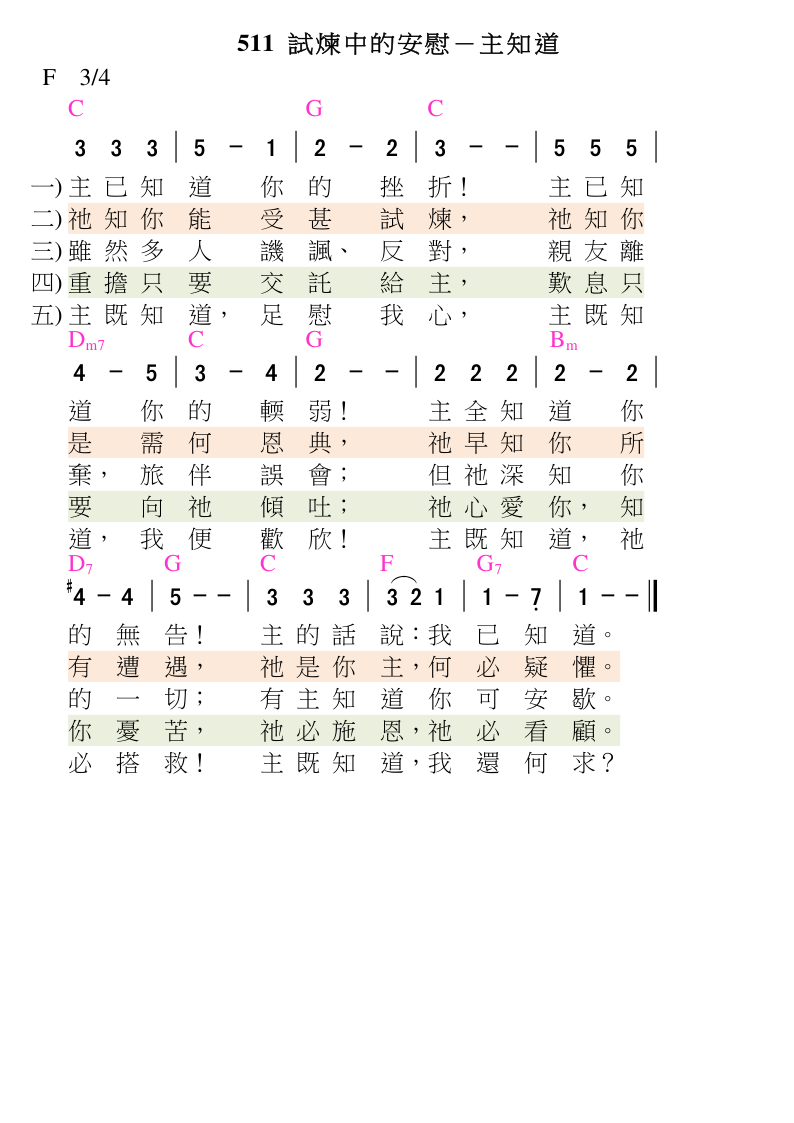 511 試煉中的安慰－主知道
F 3/4
C G C
3 3 3 | 5 - 1 | 2 - 2 | 3 - - | 5 5 5 |
一) 主已知道 你的 挫折！ 主已知
二) 祂知你能 受甚 試煉， 祂知你
三) 雖然多人 譏諷、反對， 親友離
四) 重擔只要 交託 給主， 歎息只
五) 主既知道，足慰 我心， 主既知
Dm7 C G Bm
4 - 5 | 3 - 4 | 2 - - | 2 2 2 | 2 - 2 |
道 你的 輭弱！ 主全知道 你
是 需何 恩典， 祂早知你 所
棄，旅伴 誤會； 但祂深知 你
要 向祂 傾吐； 祂心愛你，知
道，我便 歡欣！ 主既知道，祂
D7 G C F G7 C
#4 - 4 | 5 - - | 3 3 3 | 3 2 1 | 1 - 7̣ | 1 - - ‖
的 無告！ 主的話說：我已 知道。
有 遭遇， 祂是你主，何必 疑懼。
的 一切； 有主知道 你可 安歇。
你 憂苦， 祂必施恩，祂必 看顧。
必 搭救！ 主既知道，我還 何求？